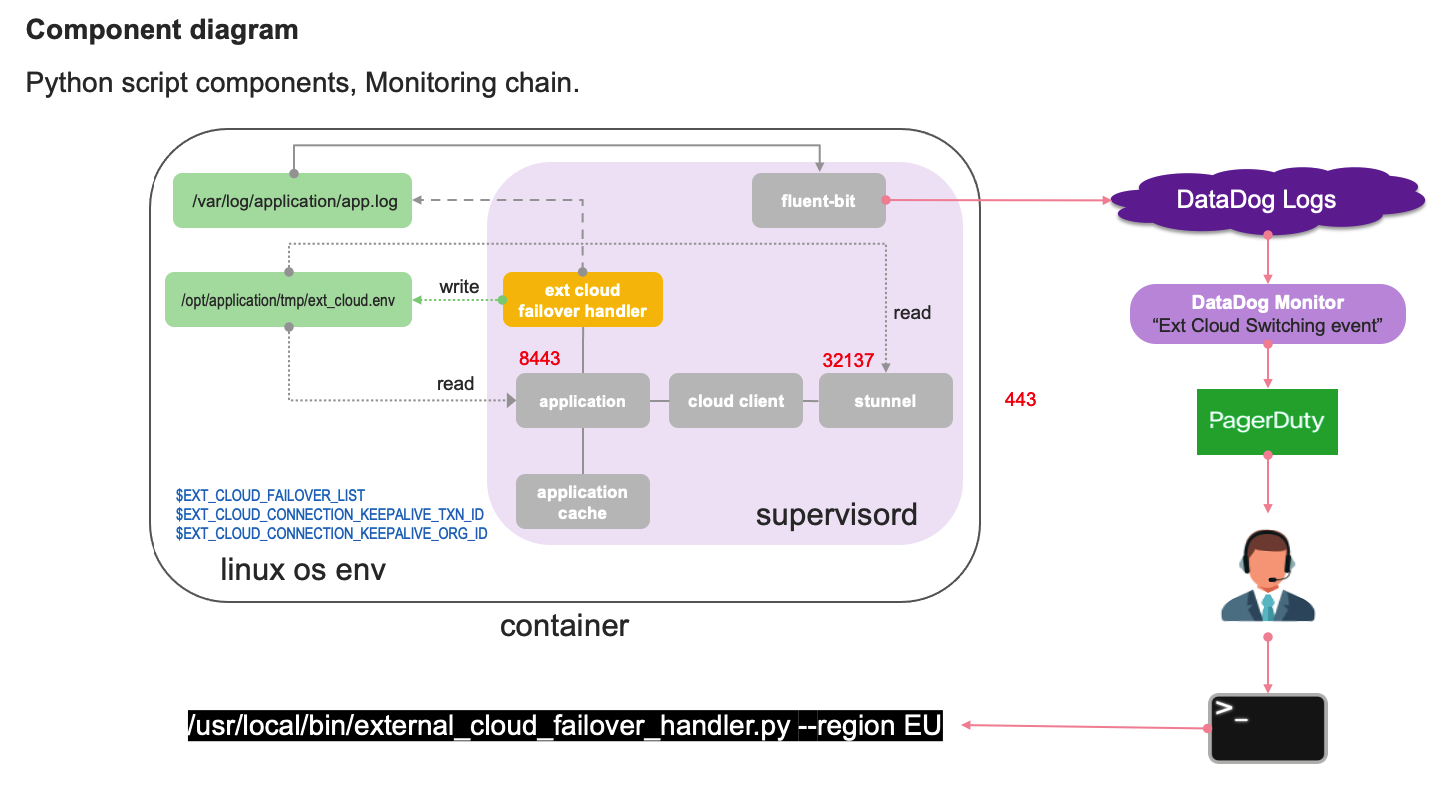 Component diagram
Python script components, Monitoring chain.
/var/log/application/app.log
fluent-bit
DataDog Logs
/opt/application/tmp/ext_cloud.env
write
ext cloud
failover handler
read
DataDog Monitor
“Ext Cloud Switching event”
8443
32137
read
application
cloud client
stunnel
443
PagerDuty
application
cache
$EXT_CLOUD_FAILOVER_LIST
$EXT_CLOUD_CONNECTION_KEEPALIVE_TXN_ID
$EXT_CLOUD_CONNECTION_KEEPALIVE_ORG_ID
supervisord
linux os env
container
>_
/usr/local/bin/external_cloud_failover_handler.py --region EU